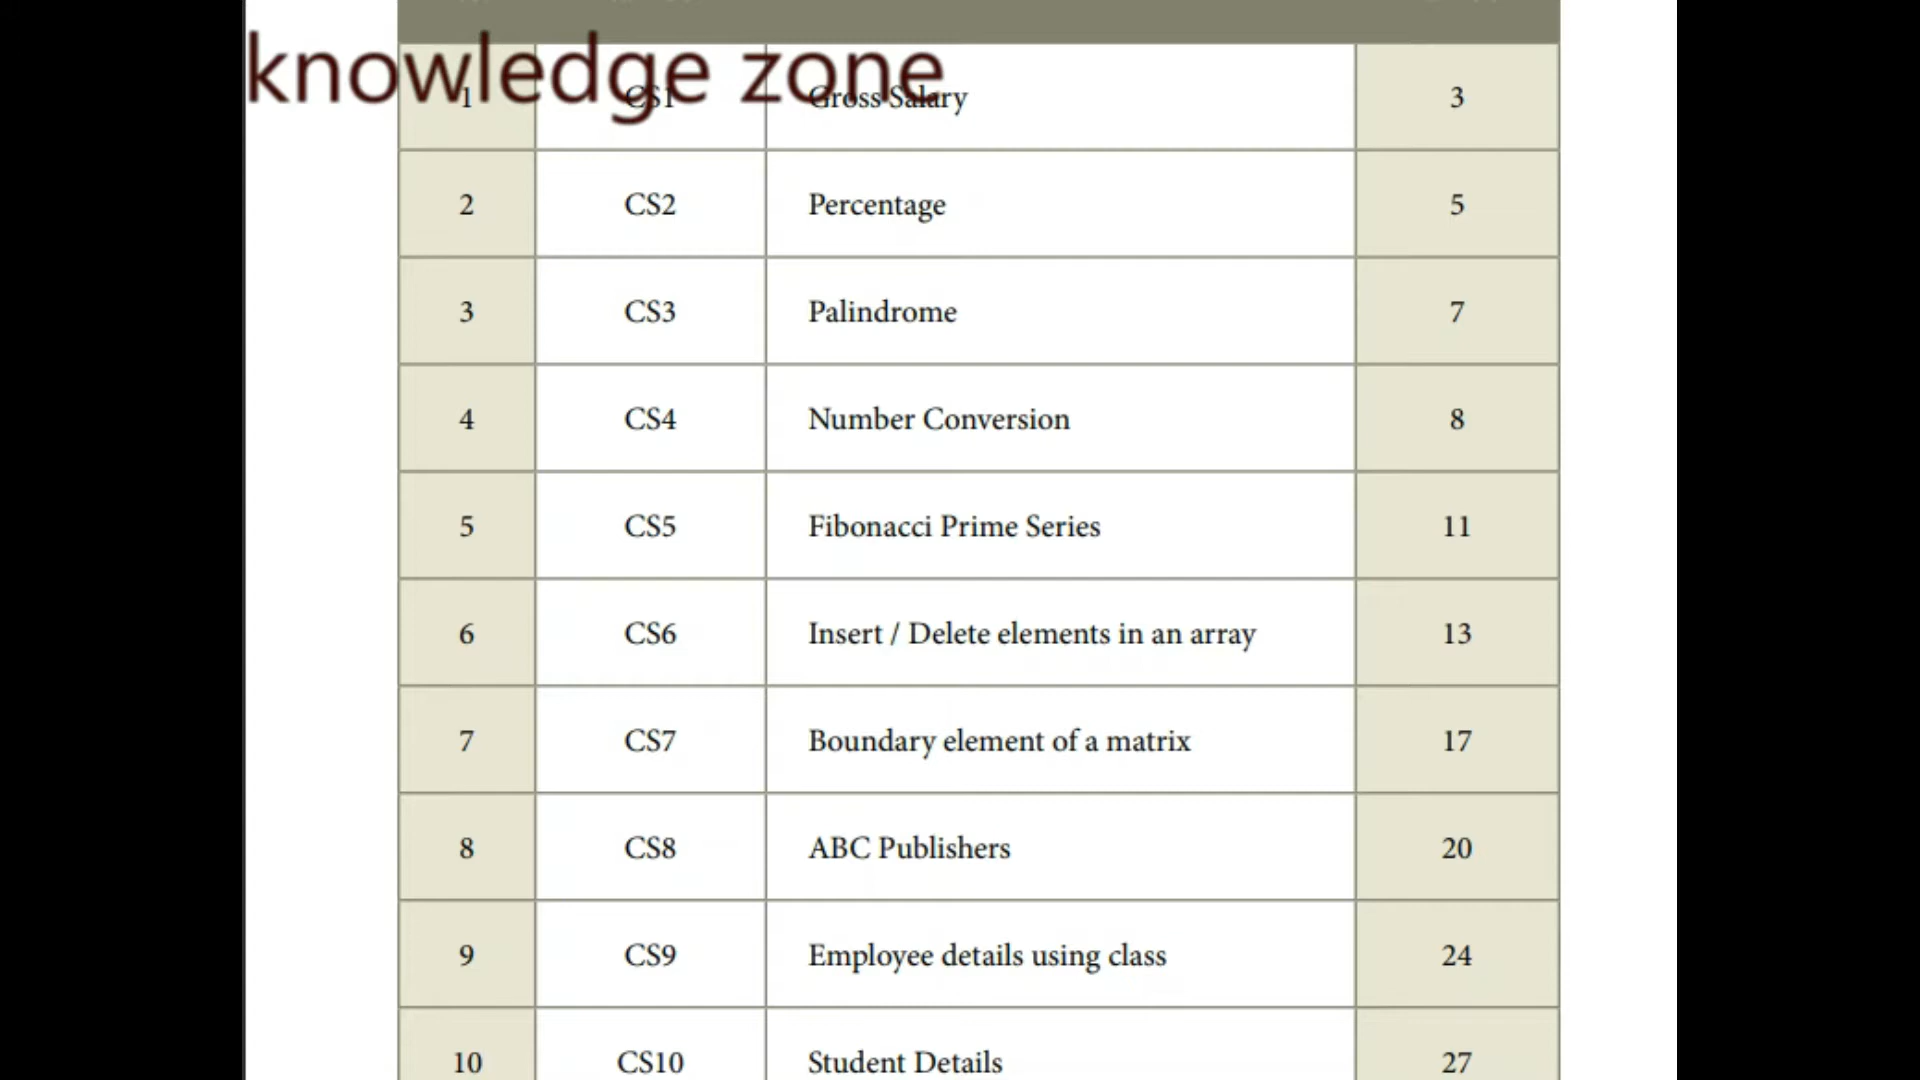 knowledge zone
1 CS1 Gross Salary 3
2 CS2 Percentage 5
3 CS3 Palindrome 7
4 CS4 Number Conversion 8
5 CS5 Fibonacci Prime Series 11
6 CS6 Insert / Delete elements in an array 13
7 CS7 Boundary element of a matrix 17
8 CS8 ABC Publishers 20
9 CS9 Employee details using class 24
10 CS10 Student Details 27